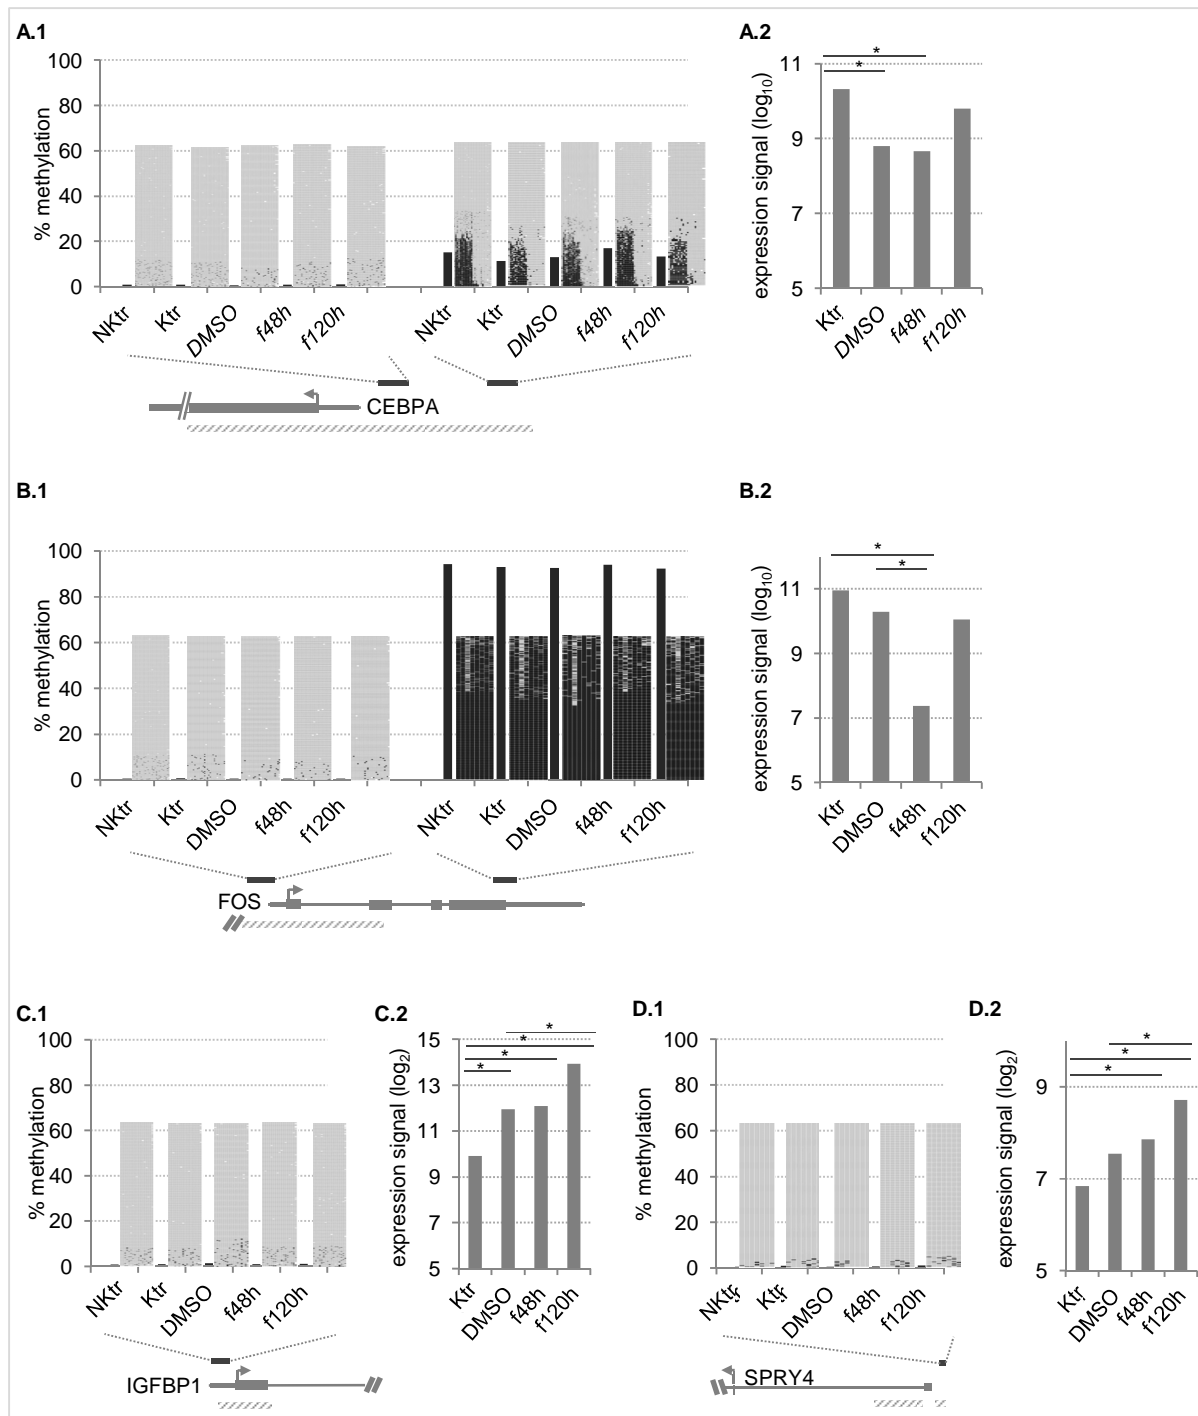 A.1
% methylation
100
80
60
40
20
0
NKtr Ktr DMSO f48h f120h NKtr Ktr DMSO f48h f120h
CEBPA
A.2
expression signal (log10)
* 
*
11
9
7
5
Ktr DMSO f48h f120h
B.1
% methylation
100
80
60
40
20
0
NKtr Ktr DMSO f48h f120h NKtr Ktr DMSO f48h f120h
FOS
B.2
expression signal (log10)
*
*
11
9
7
5
Ktr DMSO f48h f120h
C.1
% methylation
100
80
60
40
20
0
NKtr Ktr DMSO f48h f120h
IGFBP1
C.2
expression signal (log2)
*
*
*
*
15
13
11
9
7
5
Ktr DMSO f48h f120h
D.1
% methylation
100
80
60
40
20
0
NKtr Ktr DMSO f48h f120h
SPRY4
D.2
expression signal (log2)
*
*
*
9
7
5
Ktr DMSO f48h f120h